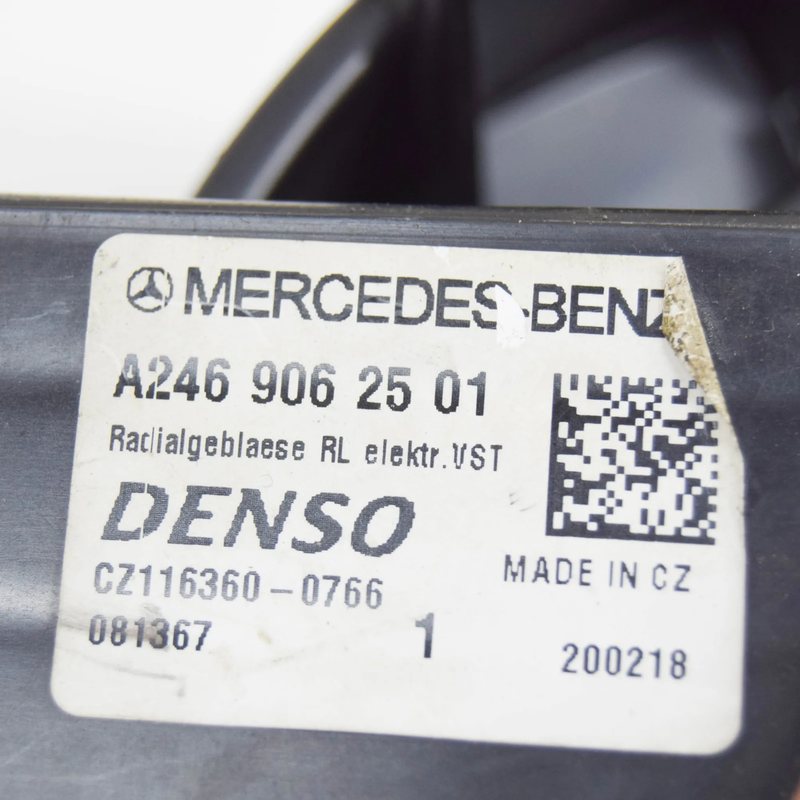 MERCEDES-BENZ
A246 906 25 01
Radialgeblaese RL elektr.VST
DENSO
CZ116360-0766
MADE IN CZ
081367
1
200218